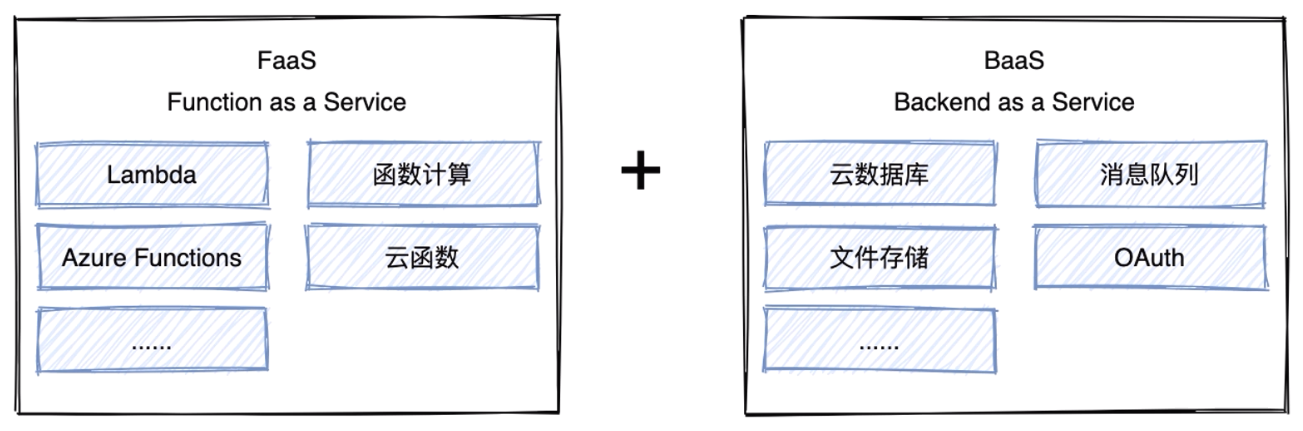 FaaS
Function as a Service
Lambda
函数计算
Azure Functions
云函数
......
+
BaaS
Backend as a Service
云数据库
消息队列
文件存储
OAuth
......